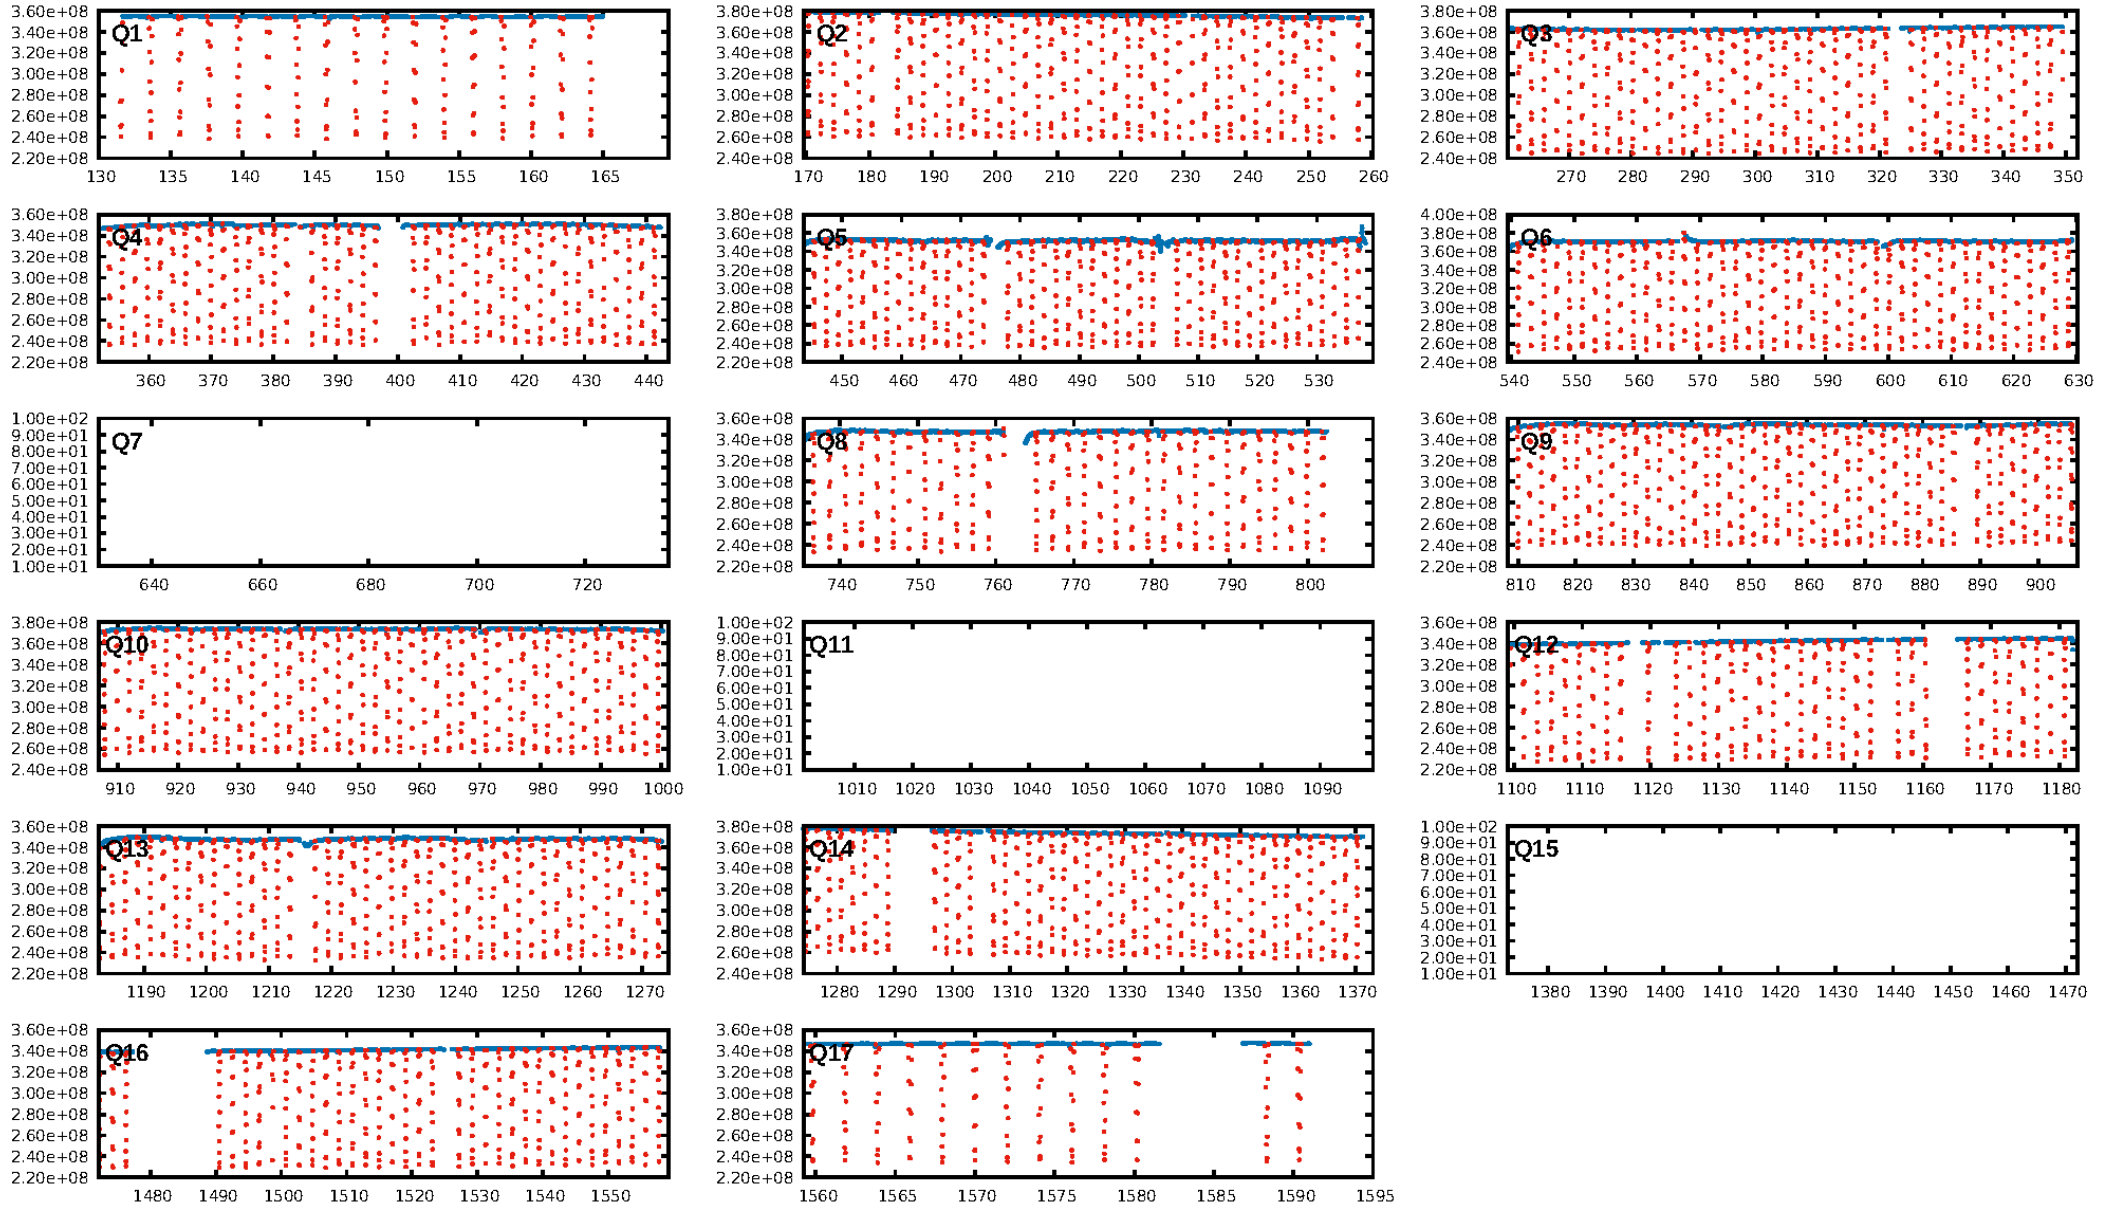 Q1
3.60e+08
3.40e+08
3.20e+08
3.00e+08
2.80e+08
2.60e+08
2.40e+08
2.20e+08
130 135 140 145 150 155 160 165
Q2
3.80e+08
3.60e+08
3.40e+08
3.20e+08
3.00e+08
2.80e+08
2.60e+08
2.40e+08
170 180 190 200 210 220 230 240 250 260
Q3
3.80e+08
3.60e+08
3.40e+08
3.20e+08
3.00e+08
2.80e+08
2.60e+08
2.40e+08
270 280 290 300 310 320 330 340 350
Q4
3.60e+08
3.40e+08
3.20e+08
3.00e+08
2.80e+08
2.60e+08
2.40e+08
2.20e+08
360 370 380 390 400 410 420 430 440
Q5
3.80e+08
3.60e+08
3.40e+08
3.20e+08
3.00e+08
2.80e+08
2.60e+08
2.40e+08
2.20e+08
450 460 470 480 490 500 510 520 530
Q6
4.00e+08
3.80e+08
3.60e+08
3.40e+08
3.20e+08
3.00e+08
2.80e+08
2.60e+08
2.40e+08
540 550 560 570 580 590 600 610 620 630
Q7
1.00e+02
9.00e+01
8.00e+01
7.00e+01
6.00e+01
5.00e+01
4.00e+01
3.00e+01
2.00e+01
1.00e+01
640 660 680 700 720
Q8
3.60e+08
3.40e+08
3.20e+08
3.00e+08
2.80e+08
2.60e+08
2.40e+08
2.20e+08
740 750 760 770 780 790 800
Q9
3.60e+08
3.40e+08
3.20e+08
3.00e+08
2.80e+08
2.60e+08
2.40e+08
2.20e+08
810 820 830 840 850 860 870 880 890 900
Q10
3.80e+08
3.60e+08
3.40e+08
3.20e+08
3.00e+08
2.80e+08
2.60e+08
2.40e+08
910 920 930 940 950 960 970 980 990 1000
Q11
1.00e+02
9.00e+01
8.00e+01
7.00e+01
6.00e+01
5.00e+01
4.00e+01
3.00e+01
2.00e+01
1.00e+01
1010 1020 1030 1040 1050 1060 1070 1080 1090
Q12
3.60e+08
3.40e+08
3.20e+08
3.00e+08
2.80e+08
2.60e+08
2.40e+08
2.20e+08
1100 1110 1120 1130 1140 1150 1160 1170 1180
Q13
3.60e+08
3.40e+08
3.20e+08
3.00e+08
2.80e+08
2.60e+08
2.40e+08
2.20e+08
1190 1200 1210 1220 1230 1240 1250 1260 1270
Q14
3.80e+08
3.60e+08
3.40e+08
3.20e+08
3.00e+08
2.80e+08
2.60e+08
2.40e+08
1280 1290 1300 1310 1320 1330 1340 1350 1360 1370
Q15
1.00e+02
9.00e+01
8.00e+01
7.00e+01
6.00e+01
5.00e+01
4.00e+01
3.00e+01
2.00e+01
1.00e+01
1380 1390 1400 1410 1420 1430 1440 1450 1460 1470
Q16
3.60e+08
3.40e+08
3.20e+08
3.00e+08
2.80e+08
2.60e+08
2.40e+08
2.20e+08
1480 1490 1500 1510 1520 1530 1540 1550
Q17
3.60e+08
3.40e+08
3.20e+08
3.00e+08
2.80e+08
2.60e+08
2.40e+08
2.20e+08
1560 1565 1570 1575 1580 1585 1590 1595